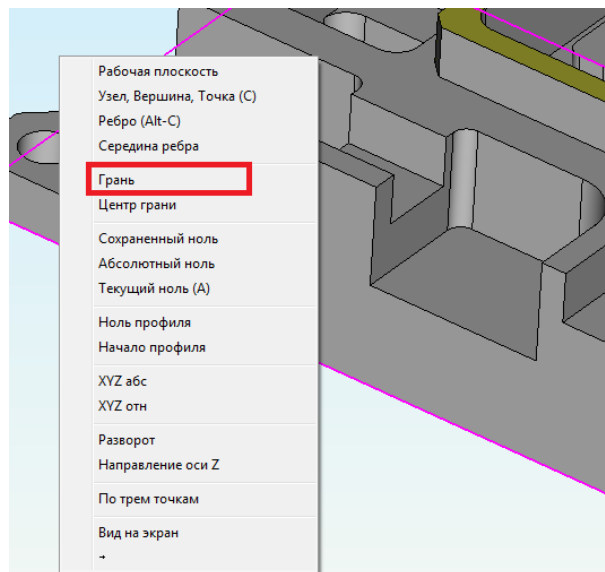 Рабочая плоскость
Узел, Вершина, Точка (C)
Ребро (Alt-C)
Середина ребра
Грань
Центр грани
Сохраненный ноль
Абсолютный ноль
Текущий ноль (A)
Ноль профиля
Начало профиля
XYZ абс
XYZ отн
Разворот
Направление оси Z
По трем точкам
Вид на экран